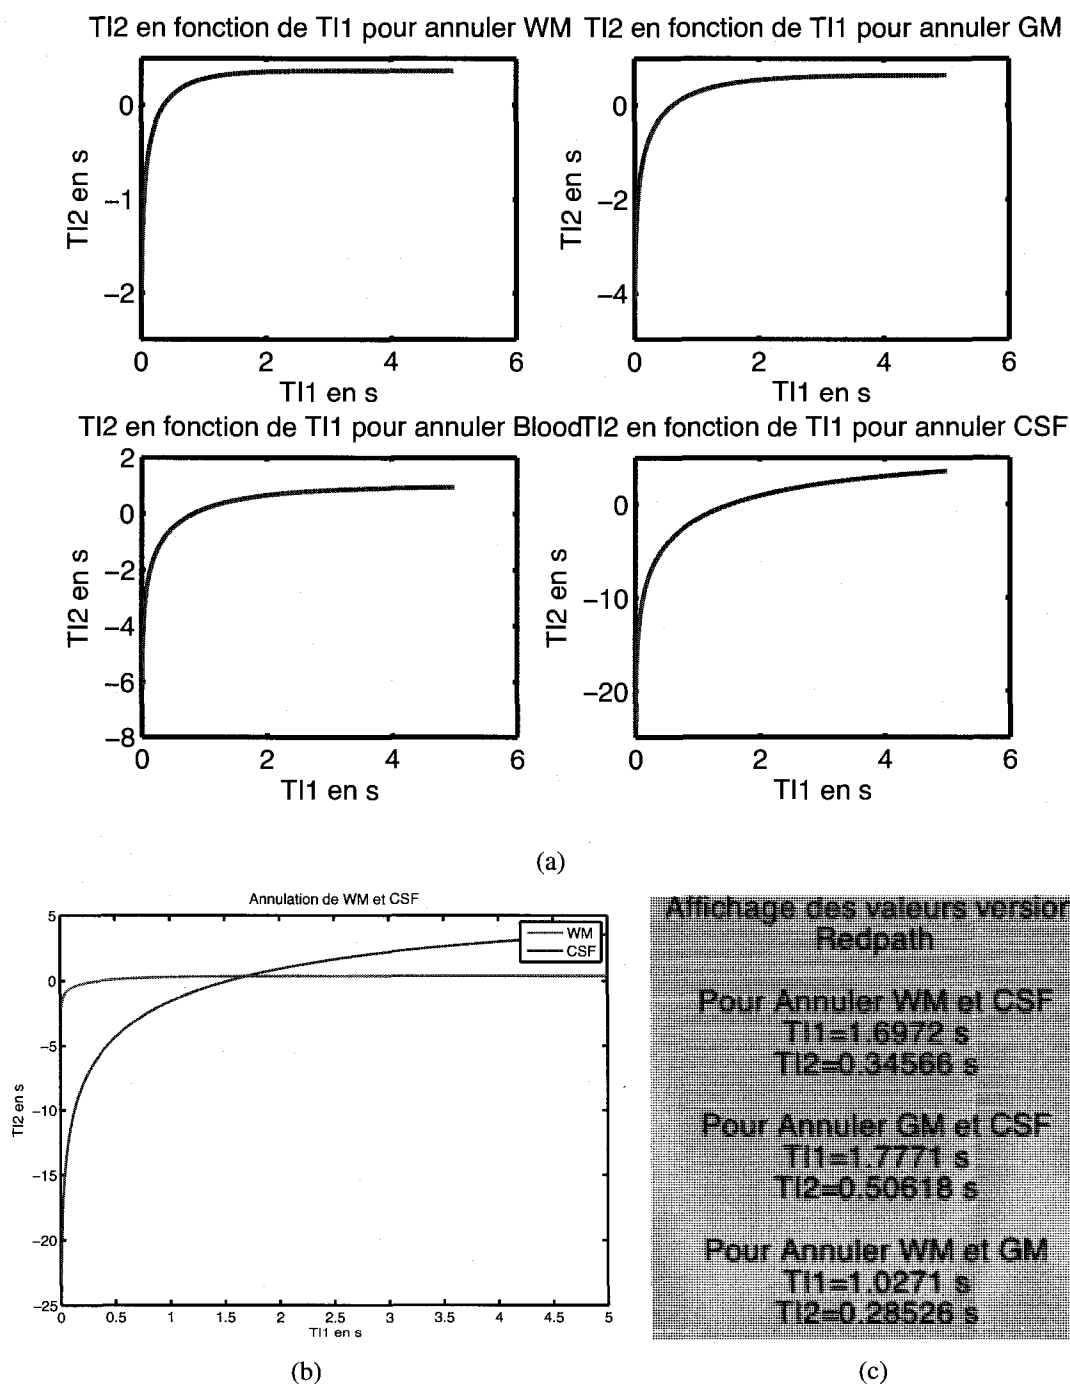 TI2 en fonction de TI1 pour annuler WM
TI2 en s
0
−1
−2
0 2 4 6
TI1 en s
TI2 en fonction de TI1 pour annuler GM
TI2 en s
0
−2
−4
0 2 4 6
TI1 en s
TI2 en fonction de TI1 pour annuler Blood
TI2 en s
2
0
−2
−4
−6
−8
0 2 4 6
TI1 en s
TI2 en fonction de TI1 pour annuler CSF
TI2 en s
0
−10
−20
0 2 4 6
TI1 en s
(a)
Annulation de WM et CSF
WM
CSF
TI2 en s
5
0
−5
−10
−15
−20
−25
0 0.5 1 1.5 2 2.5 3 3.5 4 4.5 5
TI1 en s
(b)
Affichage des valeurs version
Redpath
Pour Annuler WM et CSF
TI1=1.6972 s
TI2=0.34566 s
Pour Annuler GM et CSF
TI1=1.7771 s
TI2=0.50618 s
Pour Annuler WM et GM
TI1=1.0271 s
TI2=0.28526 s
(c)